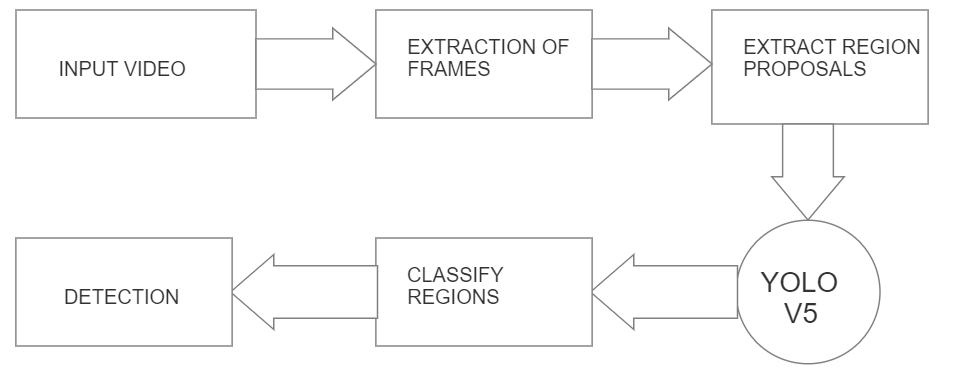 INPUT VIDEO
EXTRACTION OF
FRAMES
EXTRACT REGION
PROPOSALS
YOLO
V5
CLASSIFY
REGIONS
DETECTION